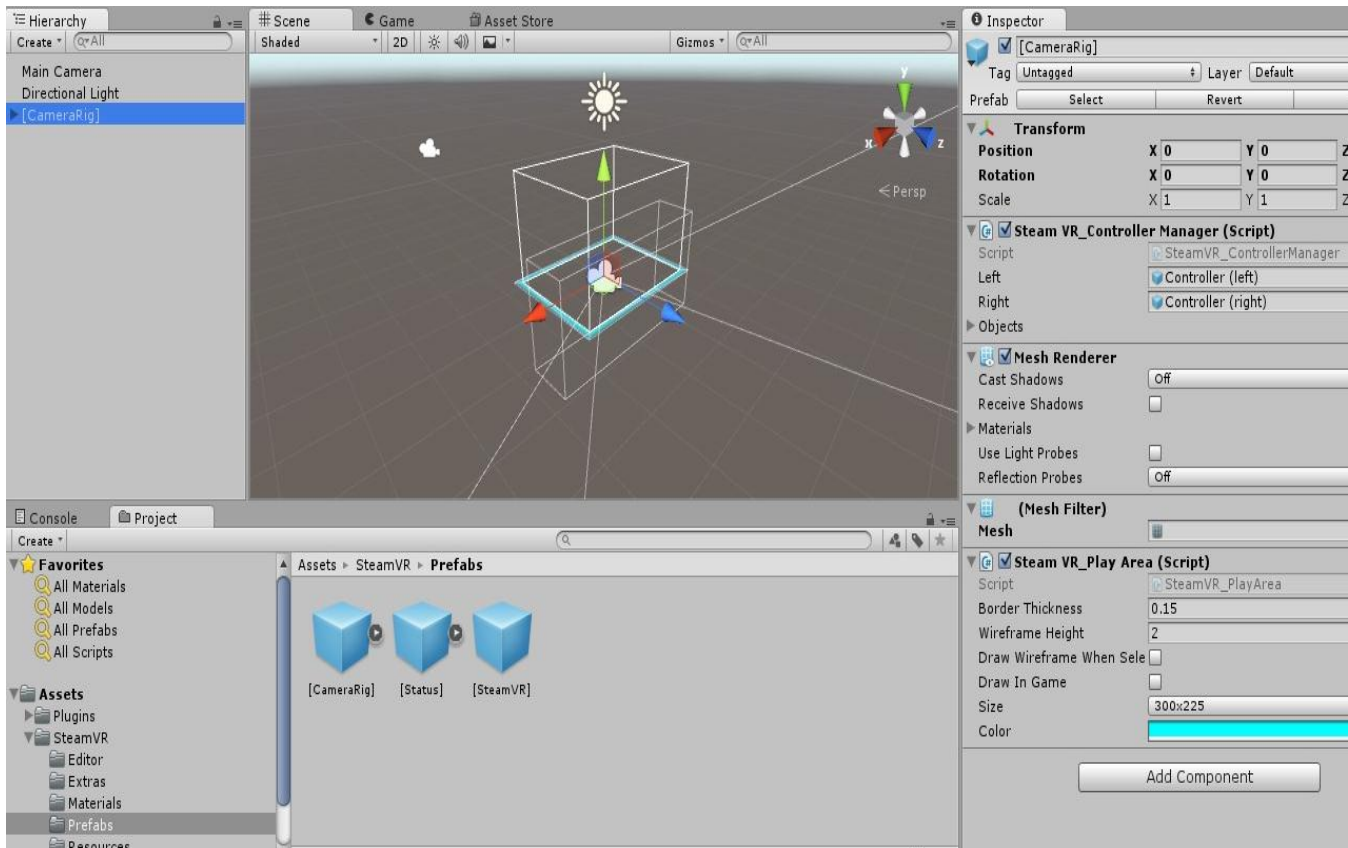 Hierarchy
Create
All
Main Camera
Directional Light
[CameraRig]
Scene
Game
Asset Store
Shaded
2D
Gizmos
All
y
x
z
Persp
Console
Project
Create
Favorites
All Materials
All Models
All Prefabs
All Scripts
Assets
Plugins
SteamVR
Editor
Extras
Materials
Prefabs
Resources
Assets SteamVR Prefabs
[CameraRig] [Status] [SteamVR]
Inspector
[CameraRig]
Tag Untagged Layer Default
Prefab Select Revert
Transform
Position X 0 Y 0 Z
Rotation X 0 Y 0 Z
Scale X 1 Y 1 Z
Steam VR_Controller Manager (Script)
Script SteamVR_ControllerManager
Left Controller (left)
Right Controller (right)
Objects
Mesh Renderer
Cast Shadows Off
Receive Shadows
Materials
Use Light Probes
Reflection Probes Off
(Mesh Filter)
Mesh
Steam VR_Play Area (Script)
Script SteamVR_PlayArea
Border Thickness 0.15
Wireframe Height 2
Draw Wireframe When Sele
Draw In Game
Size 300x225
Color
Add Component